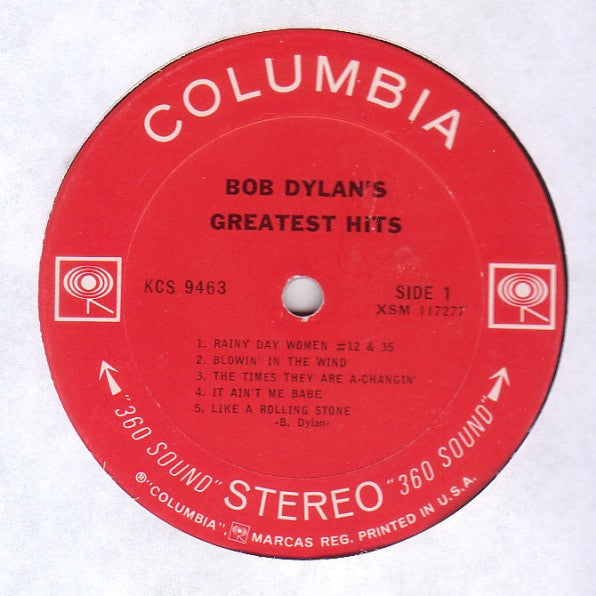 COLUMBIA
BOB DYLAN'S
GREATEST HITS
KCS 9463
SIDE 1
XSM 117277
1. RAINY DAY WOMEN #12 & 35
2. BLOWIN' IN THE WIND
3. THE TIMES THEY ARE A-CHANGIN'
4. IT AIN'T ME BABE
5. LIKE A ROLLING STONE
-B. Dylan-
"360 SOUND" STEREO "360 SOUND"
®"COLUMBIA", MARCAS REG. PRINTED IN U.S.A.